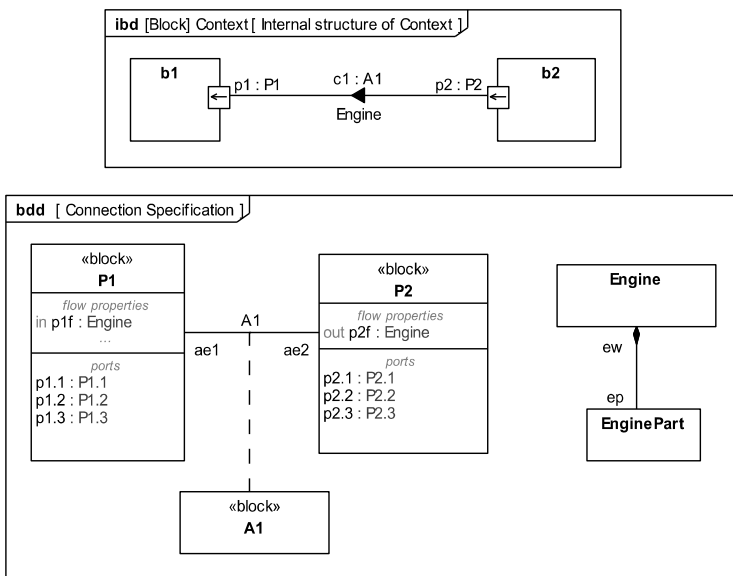 ibd [Block] Context [ Internal structure of Context ]
b1
b2
p1 : P1
c1 : A1
p2 : P2
Engine
bdd [ Connection Specification ]
«block»
P1
flow properties
in p1f : Engine
...
ports
p1.1 : P1.1
p1.2 : P1.2
p1.3 : P1.3
A1
ae1
ae2
«block»
P2
flow properties
out p2f : Engine
ports
p2.1 : P2.1
p2.2 : P2.2
p2.3 : P2.3
Engine
ew
ep
EnginePart
«block»
A1